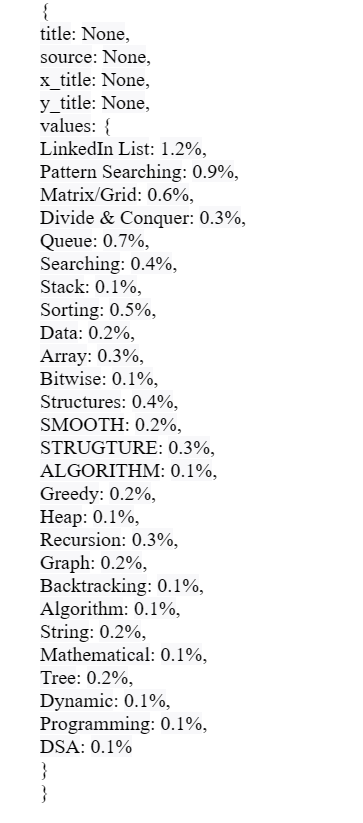 {
title: None,
source: None,
x_title: None,
y_title: None,
values: {
LinkedIn List: 1.2%,
Pattern Searching: 0.9%,
Matrix/Grid: 0.6%,
Divide & Conquer: 0.3%,
Queue: 0.7%,
Searching: 0.4%,
Stack: 0.1%,
Sorting: 0.5%,
Data: 0.2%,
Array: 0.3%,
Bitwise: 0.1%,
Structures: 0.4%,
SMOOTH: 0.2%,
STRUGTURE: 0.3%,
ALGORITHM: 0.1%,
Greedy: 0.2%,
Heap: 0.1%,
Recursion: 0.3%,
Graph: 0.2%,
Backtracking: 0.1%,
Algorithm: 0.1%,
String: 0.2%,
Mathematical: 0.1%,
Tree: 0.2%,
Dynamic: 0.1%,
Programming: 0.1%,
DSA: 0.1%
}
}